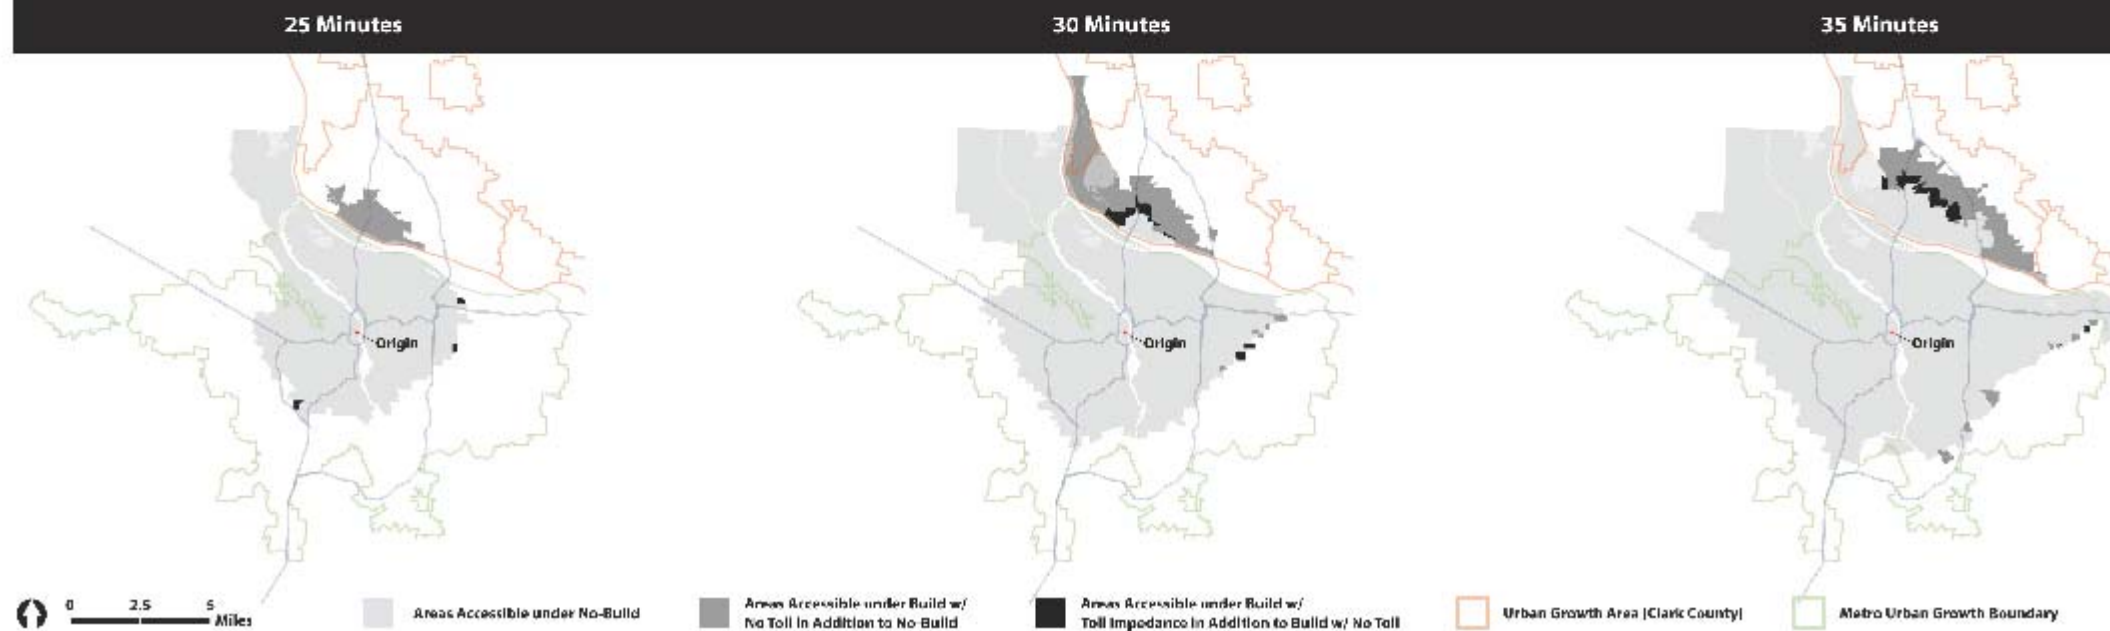 25 Minutes
30 Minutes
35 Minutes
Origin
Origin
Origin
0 2.5 5
Miles
Areas Accessible under No-Build
Areas Accessible under Build w/
No Toll in Addition to No-Build
Areas Accessible under Build w/
Toll Impedance in Addition to Build w/ No Toll
Urban Growth Area (Clark County)
Metro Urban Growth Boundary